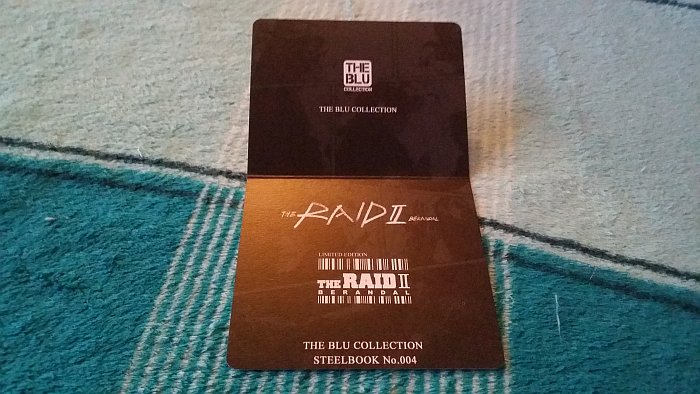 THE
BLU
COLLECTION
THE BLU COLLECTION
THE RAID II BERANDAL
LIMITED EDITION
THE RAID II
BERANDAL
THE BLU COLLECTION
STEELBOOK No.004